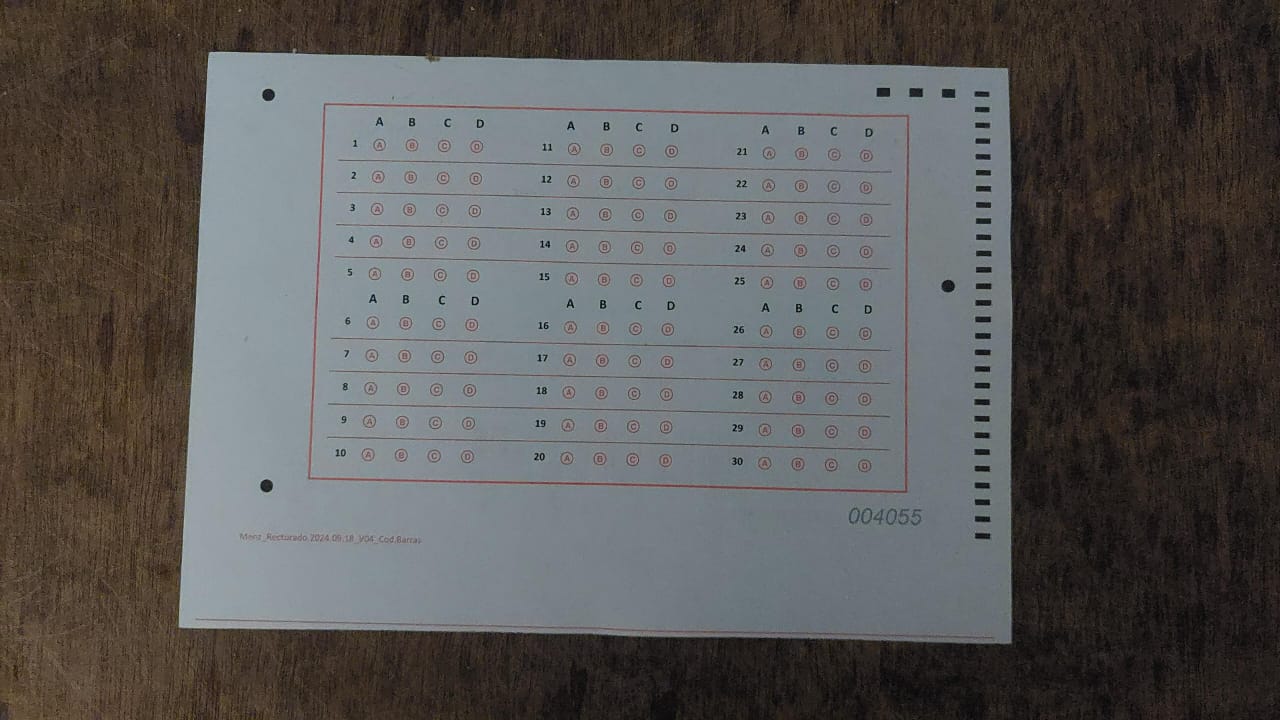 A B C D A B C D A B C D
1 A B C D 11 A B C D 21 A B C D
2 A B C D 12 A B C D 22 A B C D
3 A B C D 13 A B C D 23 A B C D
4 A B C D 14 A B C D 24 A B C D
5 A B C D 15 A B C D 25 A B C D
A B C D A B C D A B C D
6 A B C D 16 A B C D 26 A B C D
7 A B C D 17 A B C D 27 A B C D
8 A B C D 18 A B C D 28 A B C D
9 A B C D 19 A B C D 29 A B C D
10 A B C D 20 A B C D 30 A B C D
004055
Menz_Recturado.2024.09.18_V04_Cod.Barras